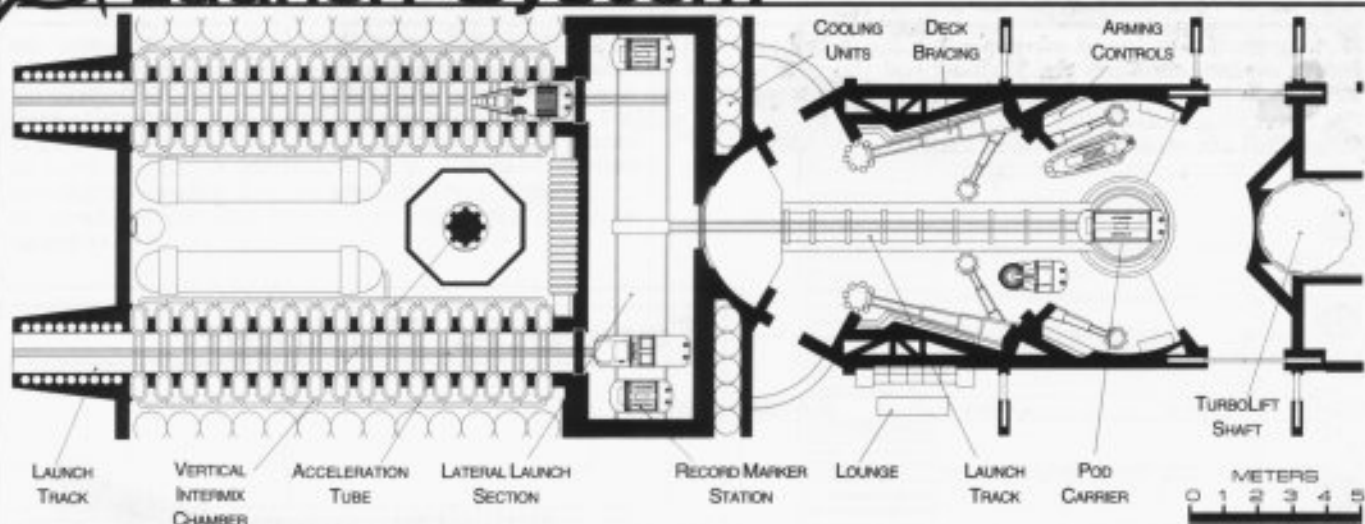 COOLING
UNITS
DECK
BRACING
ARMING
CONTROLS
LAUNCH
TRACK
VERTICAL
INTERMIX
CHAMBER
ACCELERATION
TUBE
LATERAL LAUNCH
SECTION
RECORD MARKER
STATION
LOUNGE
LAUNCH
TRACK
POD
CARRIER
TURBOLIFT
SHAFT
METERS
0 1 2 3 4 5